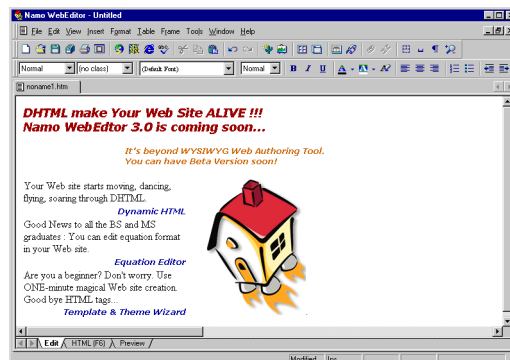 Namo WebEditor - Untitled
File Edit View Insert Format Table Frame Tools Window Help
Normal (no class) (Default Font) Normal B I U A A
noname1.htm
DHTML make Your Web Site ALIVE !!!
Namo WebEdtor 3.0 is coming soon...
It's beyond WYSIWYG Web Authoring Tool.
You can have Beta Version soon!
Your Web site starts moving, dancing,
flying, soaring through DHTML.
Dynamic HTML
Good News to all the BS and MS
graduates : You can edit equation format
in your Web site.
Equation Editor
Are you a beginner? Don't worry. Use
ONE-minute magical Web site creation.
Good bye HTML tags...
Template & Theme Wizard
Edit HTML (F6) Preview
Modified Ins